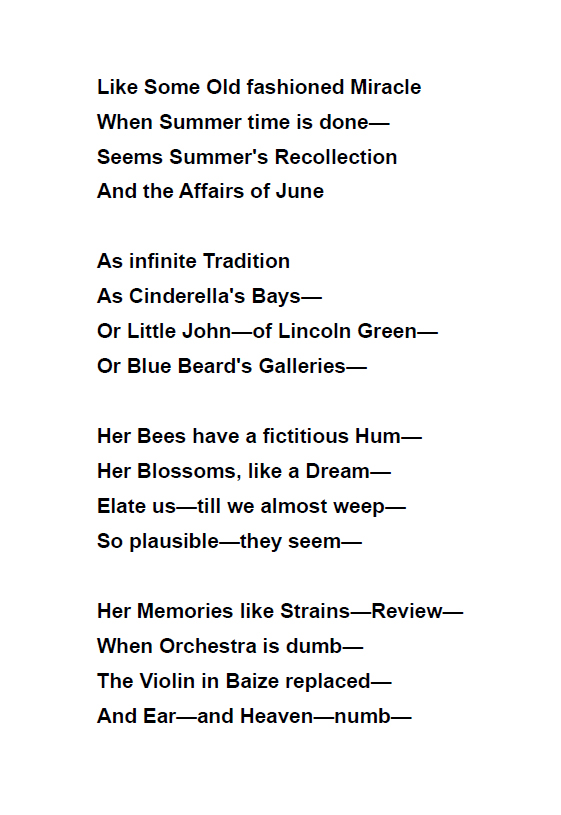 Like Some Old fashioned Miracle
When Summer time is done—
Seems Summer's Recollection
And the Affairs of June

As infinite Tradition
As Cinderella's Bays—
Or Little John—of Lincoln Green—
Or Blue Beard's Galleries—

Her Bees have a fictitious Hum—
Her Blossoms, like a Dream—
Elate us—till we almost weep—
So plausible—they seem—

Her Memories like Strains—Review—
When Orchestra is dumb—
The Violin in Baize replaced—
And Ear—and Heaven—numb—